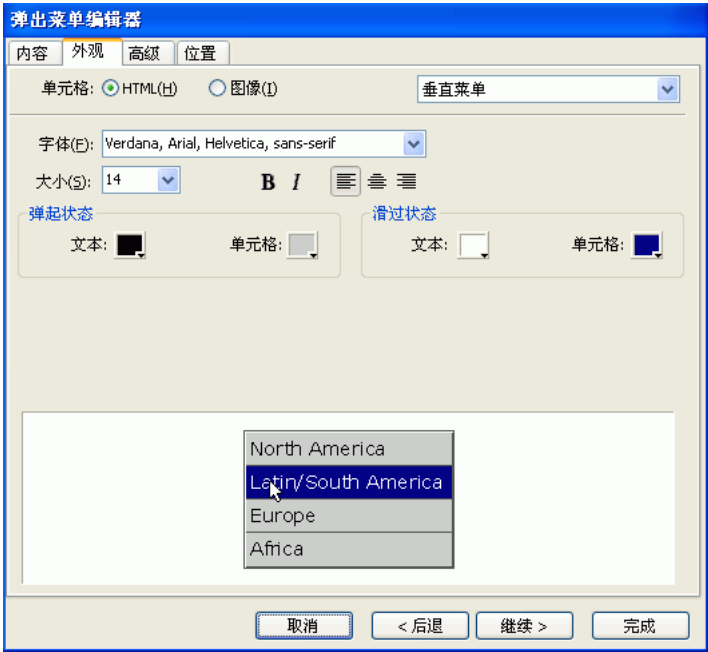 弹出菜单编辑器
内容 外观 高级 位置
单元格: HTML(H) 图像(I) 垂直菜单
字体(F): Verdana, Arial, Helvetica, sans-serif
大小(S): 14 B I
弹起状态 滑过状态
文本: 单元格: 文本: 单元格:
North America
Latin/South America
Europe
Africa
取消 < 后退 继续 > 完成